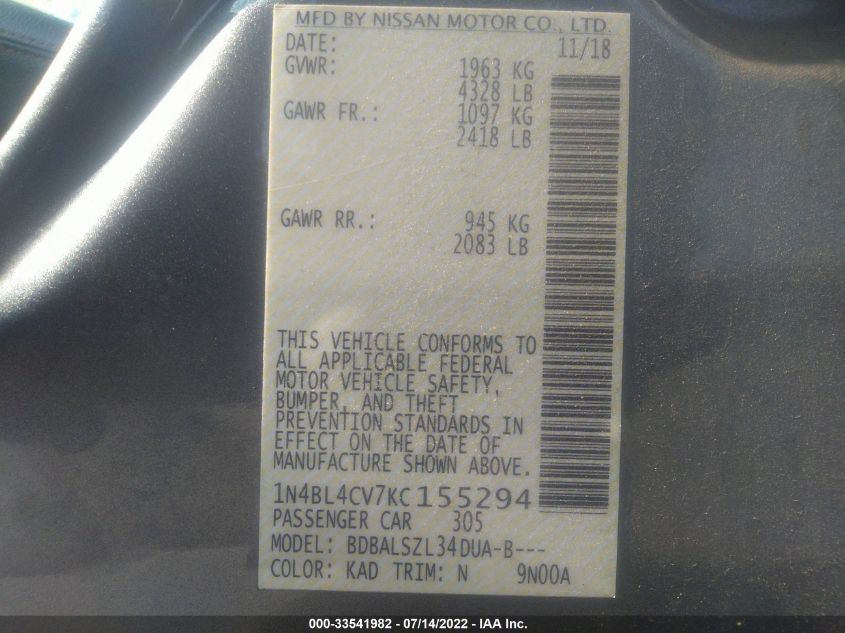 MFD BY NISSAN MOTOR CO., LTD.
DATE: 11/18
GVWR: 1963 KG
4328 LB
GAWR FR.: 1097 KG
2418 LB
GAWR RR.: 945 KG
2083 LB
THIS VEHICLE CONFORMS TO
ALL APPLICABLE FEDERAL
MOTOR VEHICLE SAFETY,
BUMPER, AND THEFT
PREVENTION STANDARDS IN
EFFECT ON THE DATE OF
MANUFACTURE SHOWN ABOVE.
1N4BL4CV7KC155294
PASSENGER CAR 305
MODEL: BDBALSZL34DUA-B---
COLOR: KAD TRIM: N 9N00A
000-33541982 - 07/14/2022 - IAA Inc.